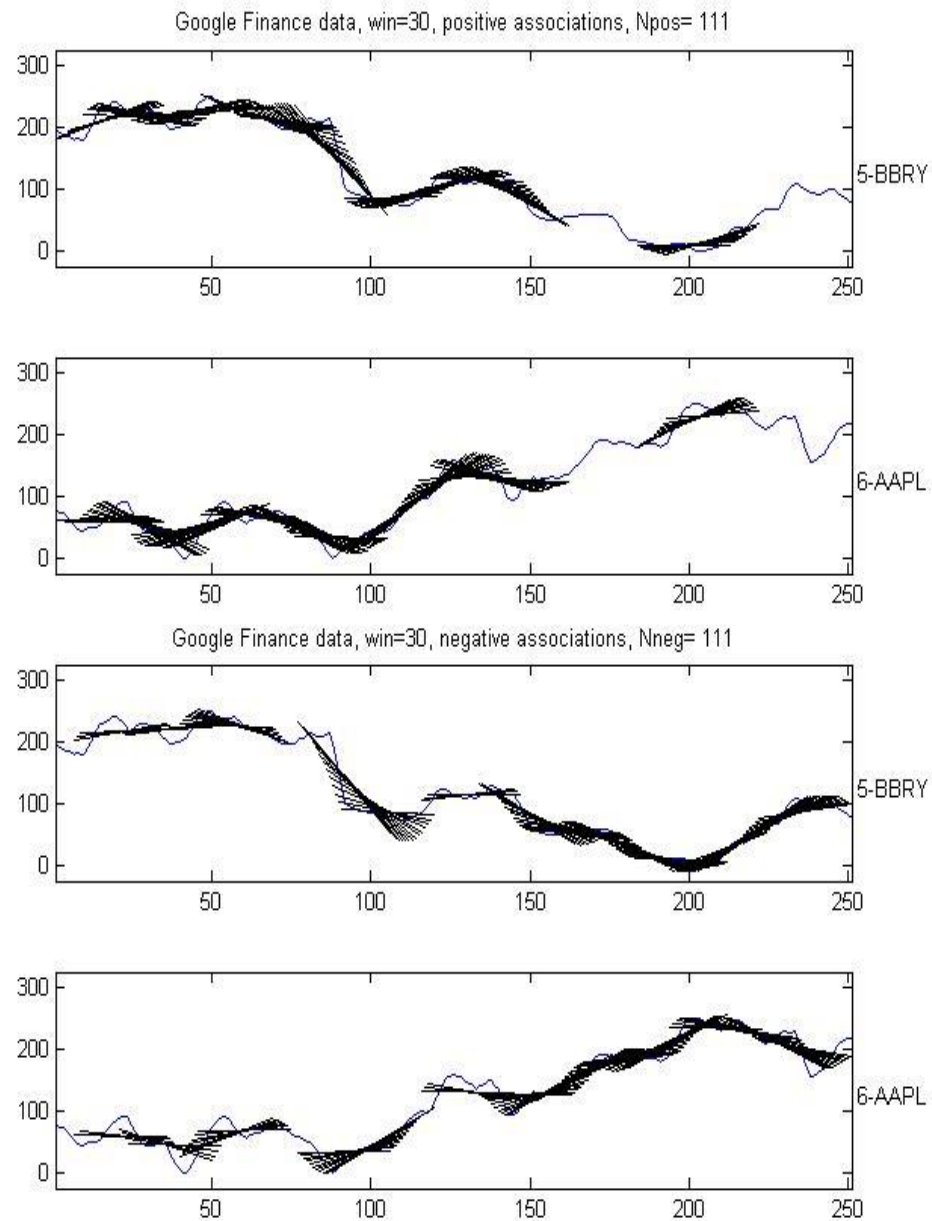 Google Finance data, win=30, positive associations, Npos= 111
300
200
100
0
5-BBRY
50 100 150 200 250
300
200
100
0
6-AAPL
50 100 150 200 250
Google Finance data, win=30, negative associations, Nneg= 111
300
200
100
0
5-BBRY
50 100 150 200 250
300
200
100
0
6-AAPL
50 100 150 200 250